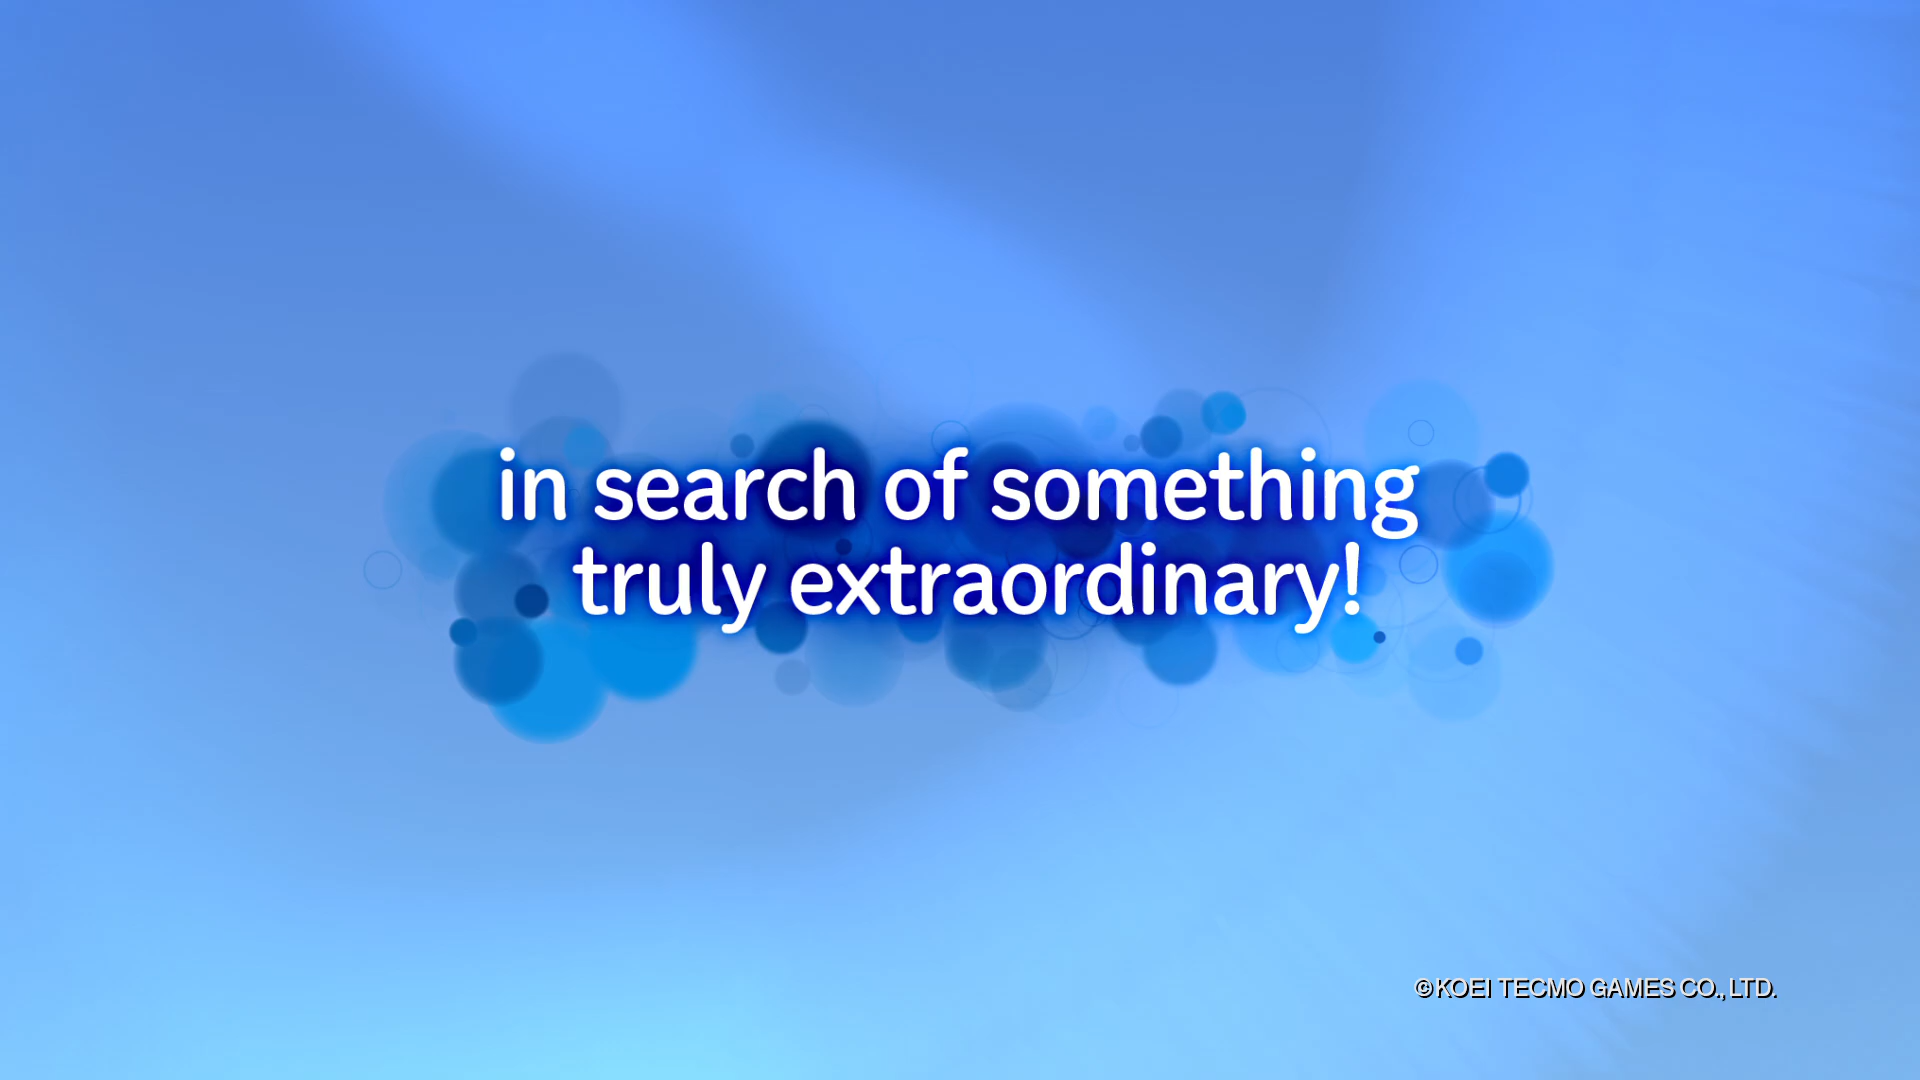 in search of something
truly extraordinary!
©KOEI TECMO GAMES CO., LTD.